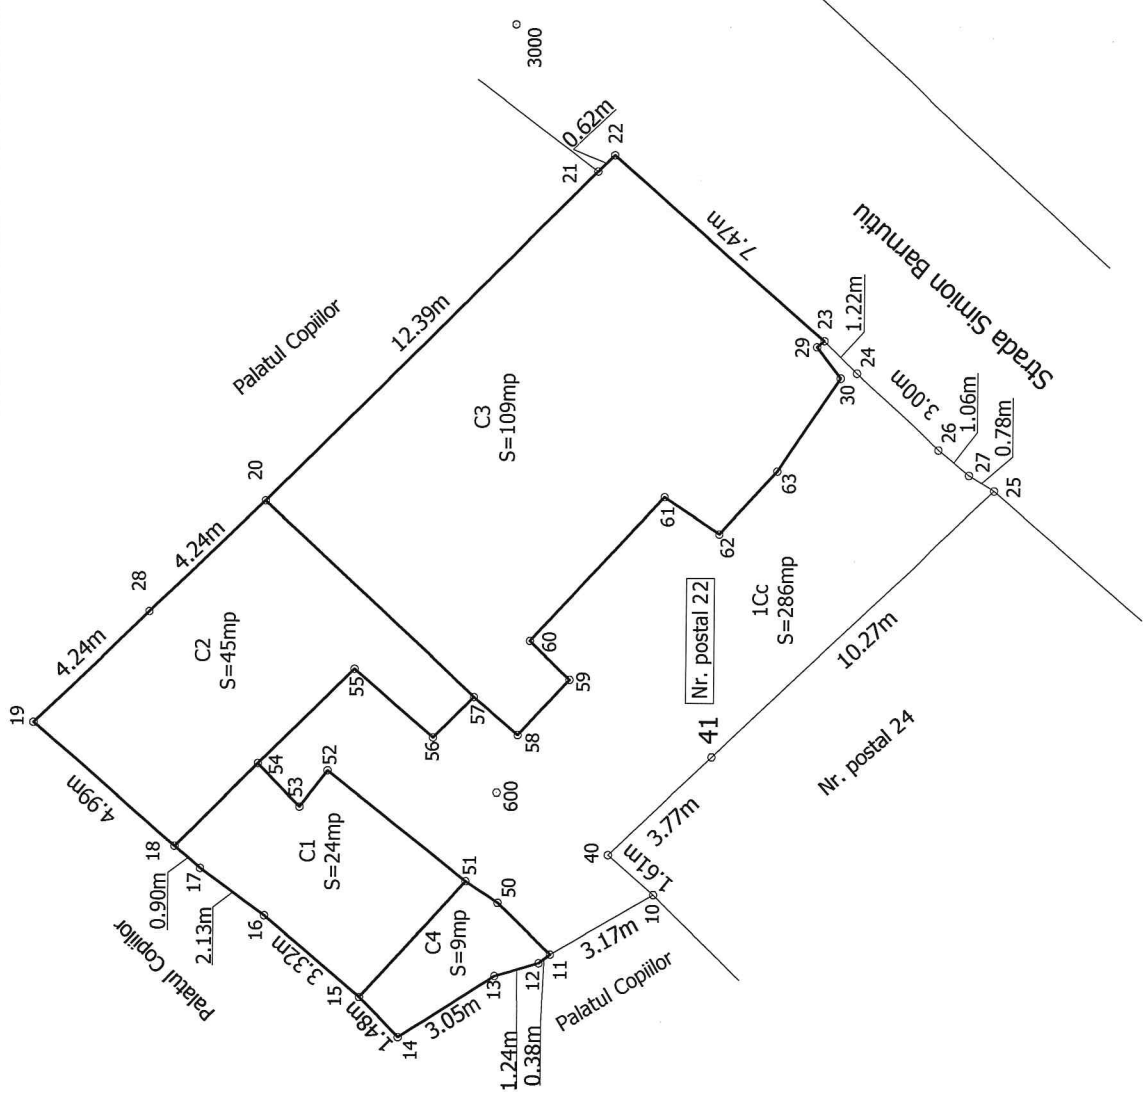 3000
0.62m
22
21
7.47m
Strada Simion Barnutiu
12.39m
Palatul Copiilor
23
29
1.22m
24
30
3.00m
26
1.06m
27
0.78m
25
C3
S=109mp
20
63
61
62
4.24m
28
1Cc
S=286mp
Nr. postal 22
10.27m
C2
S=45mp
60
59
4.24m
55
57
58
56
19
41
Nr. postal 24
54
53
52
600
4.99m
18
C1
S=24mp
40
3.77m
1.61m
17
0.90m
51
50
10
2.13m
16
Palatul Copiilor
C4
S=9mp
3.17m
3.32m
11
12
13
15
Palatul Copiilor
3.05m
1.48m
14
1.24m
0.38m